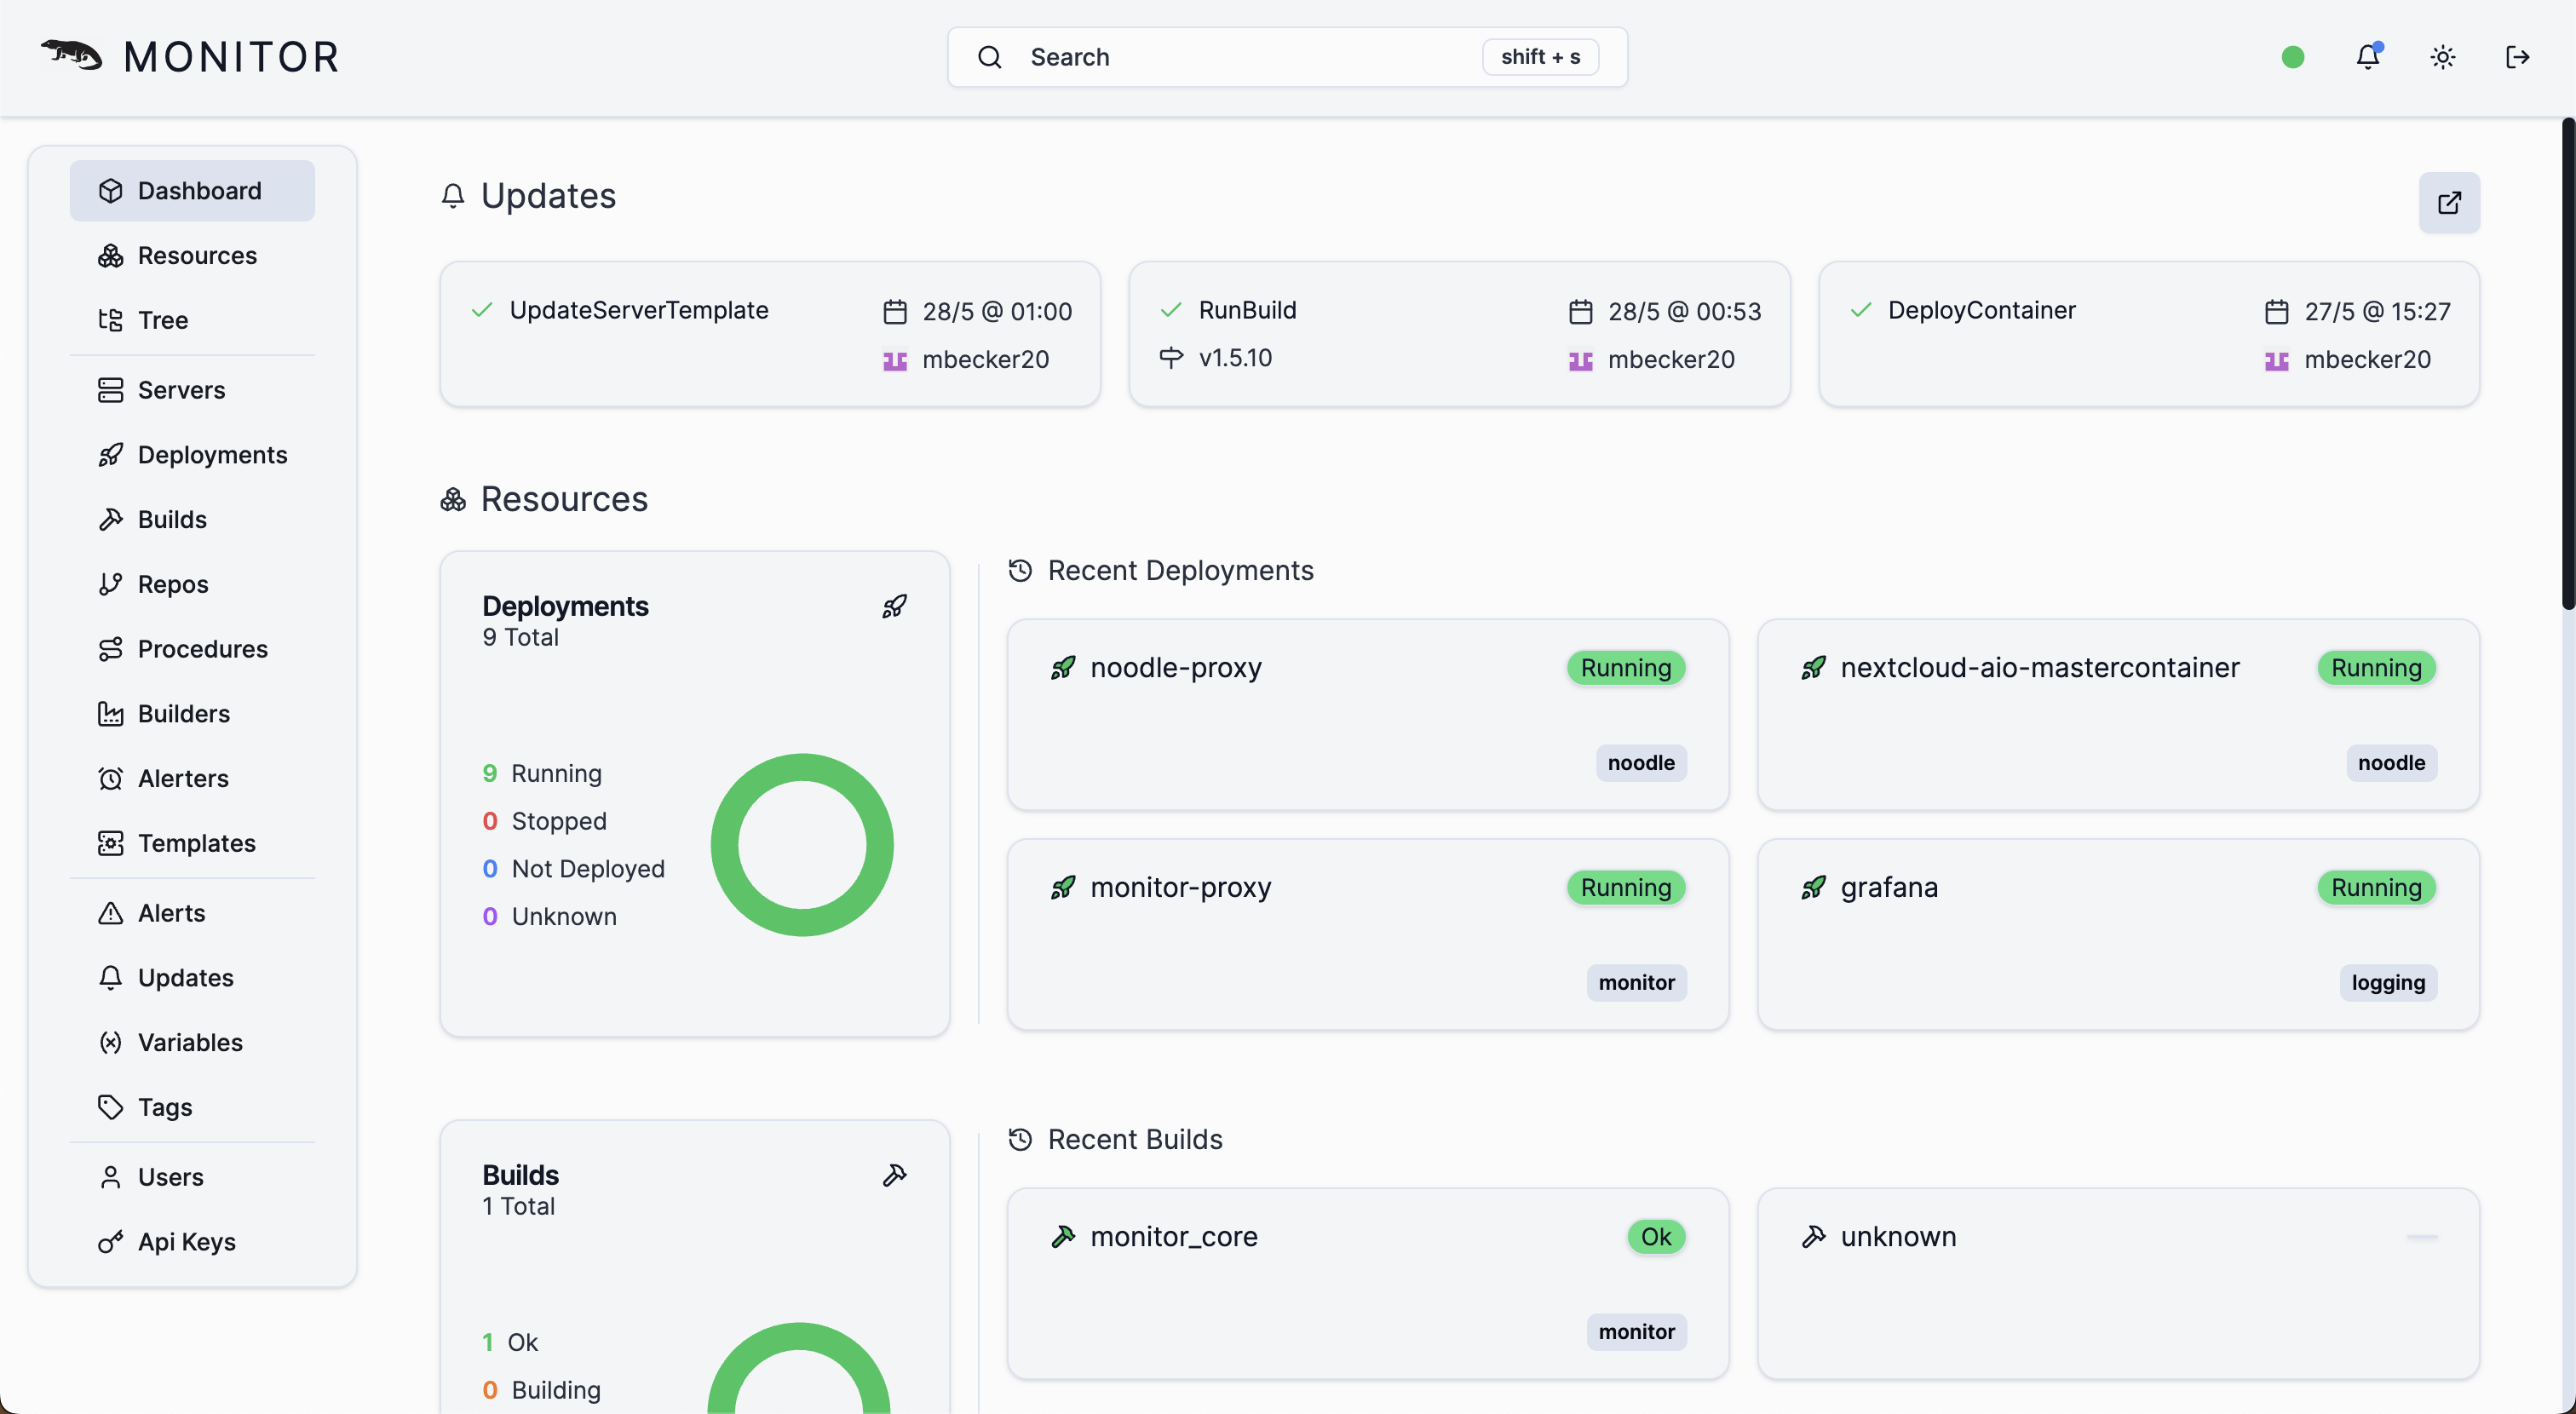 MONITOR
Search
shift + s
Dashboard
Resources
Tree
Servers
Deployments
Builds
Repos
Procedures
Builders
Alerters
Templates
Alerts
Updates
Variables
Tags
Users
Api Keys
Updates
UpdateServerTemplate
28/5 @ 01:00
mbecker20
RunBuild
28/5 @ 00:53
v1.5.10
mbecker20
DeployContainer
27/5 @ 15:27
mbecker20
Resources
Deployments
9 Total
9 Running
0 Stopped
0 Not Deployed
0 Unknown
Recent Deployments
noodle-proxy
Running
noodle
nextcloud-aio-mastercontainer
Running
noodle
monitor-proxy
Running
monitor
grafana
Running
logging
Builds
1 Total
1 Ok
0 Building
Recent Builds
monitor_core
Ok
monitor
unknown